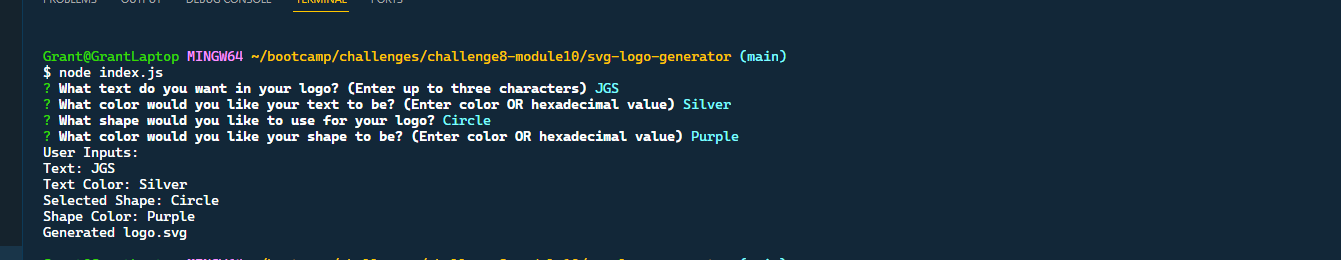 PROBLEMS OUTPUT DEBUG CONSOLE TERMINAL PORTS
Grant@GrantLaptop MINGW64 ~/bootcamp/challenges/challenge8-module10/svg-logo-generator (main)
$ node index.js
? What text do you want in your logo? (Enter up to three characters) JGS
? What color would you like your text to be? (Enter color OR hexadecimal value) Silver
? What shape would you like to use for your logo? Circle
? What color would you like your shape to be? (Enter color OR hexadecimal value) Purple
User Inputs:
Text: JGS
Text Color: Silver
Selected Shape: Circle
Shape Color: Purple
Generated logo.svg